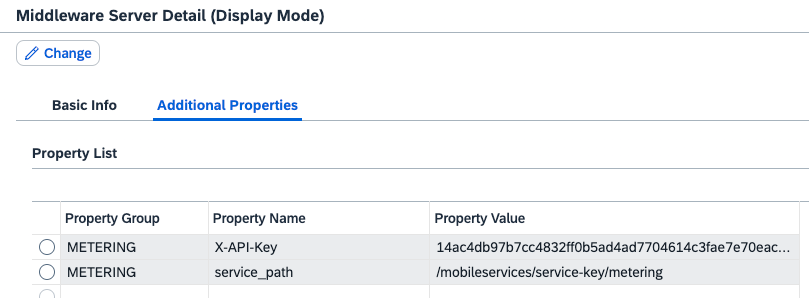 Middleware Server Detail (Display Mode)
Change
Basic Info Additional Properties
Property List
Property Group Property Name Property Value
METERING X-API-Key 14ac4db97b7cc4832ff0b5ad4ad7704614c3fae7e70eac...
METERING service_path /mobileservices/service-key/metering